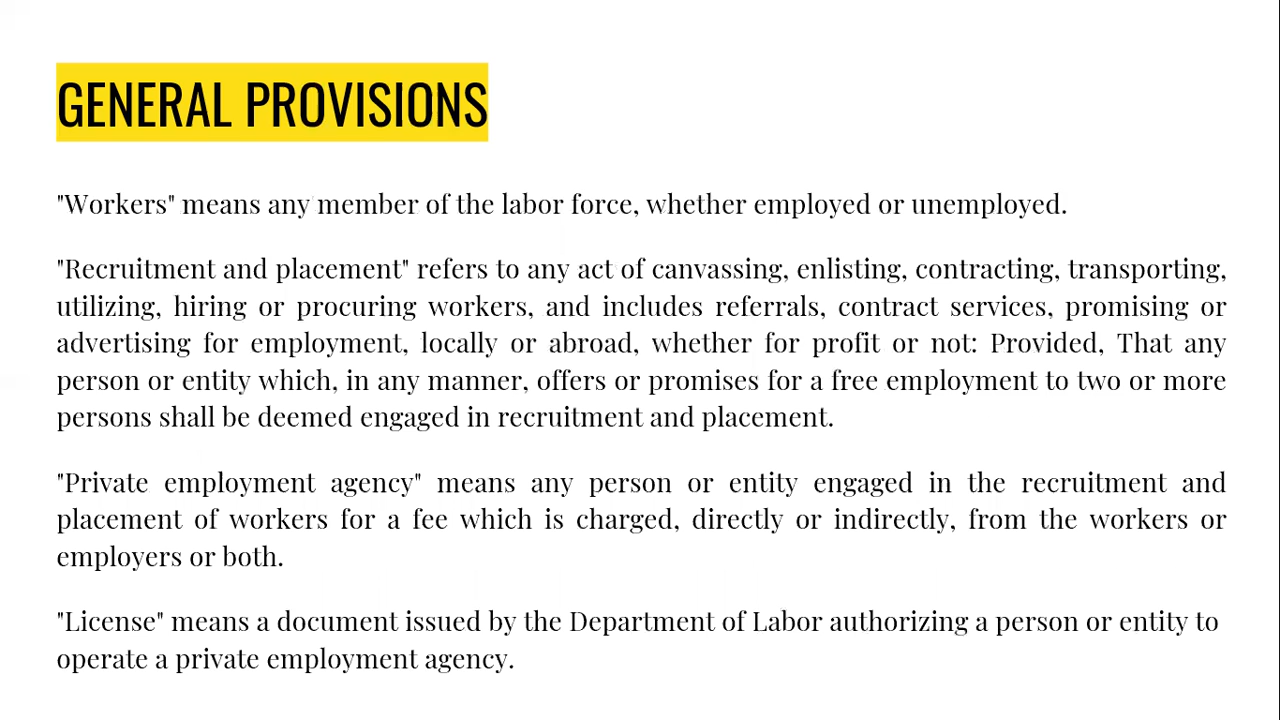 GENERAL PROVISIONS
"Workers" means any member of the labor force, whether employed or unemployed.
"Recruitment and placement" refers to any act of canvassing, enlisting, contracting, transporting,
utilizing, hiring or procuring workers, and includes referrals, contract services, promising or
advertising for employment, locally or abroad, whether for profit or not: Provided, That any
person or entity which, in any manner, offers or promises for a free employment to two or more
persons shall be deemed engaged in recruitment and placement.
"Private employment agency" means any person or entity engaged in the recruitment and
placement of workers for a fee which is charged, directly or indirectly, from the workers or
employers or both.
"License" means a document issued by the Department of Labor authorizing a person or entity to
operate a private employment agency.